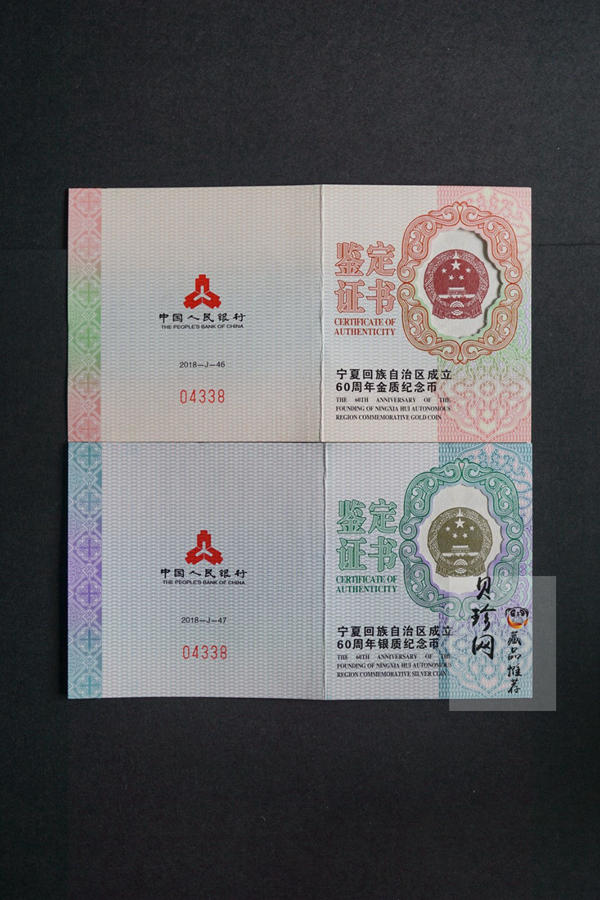 中国人民银行
THE PEOPLE'S BANK OF CHINA
2018-J-46
04338
鉴定
证书
CERTIFICATE OF
AUTHENTICITY
宁夏回族自治区成立
60周年金质纪念币
THE 60TH ANNIVERSARY OF THE
FOUNDING OF NINGXIA HUI AUTONOMOUS
REGION COMMEMORATIVE GOLD COIN
中国人民银行
THE PEOPLE'S BANK OF CHINA
2018-J-47
04338
鉴定
证书
CERTIFICATE OF
AUTHENTICITY
宁夏回族自治区成立
60周年银质纪念币
THE 60TH ANNIVERSARY OF THE
FOUNDING OF NINGXIA HUI AUTONOMOUS
REGION COMMEMORATIVE SILVER COIN
贝珍网
藏品推荐